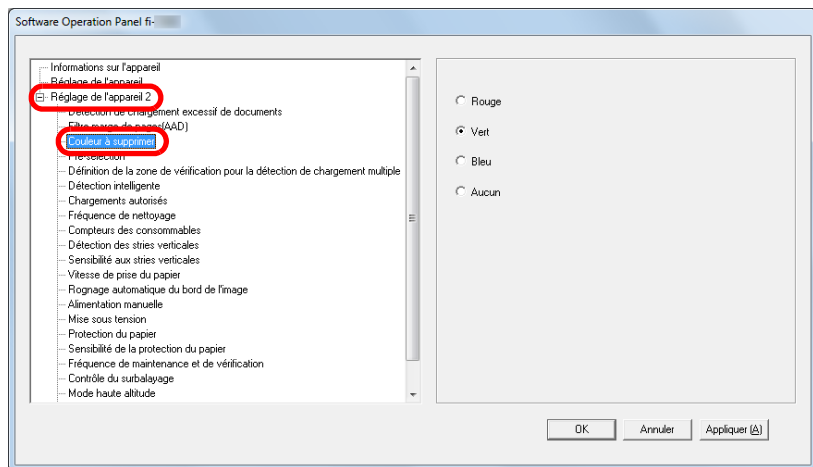 Software Operation Panel fi-
Informations sur l'appareil
Réglage de l'appareil
Réglage de l'appareil 2
Détection de chargement excessif de documents
Filtre marge de pages(AAD)
Couleur à supprimer
Pré-sélection
Définition de la zone de vérification pour la détection de chargement multiple
Détection intelligente
Chargements autorisés
Fréquence de nettoyage
Compteurs des consommables
Détection des stries verticales
Sensibilité aux stries verticales
Vitesse de prise du papier
Rognage automatique du bord de l'image
Alimentation manuelle
Mise sous tension
Protection du papier
Sensibilité de la protection du papier
Fréquence de maintenance et de vérification
Contrôle du surbalayage
Mode haute altitude
Rouge
Vert
Bleu
Aucun
OK
Annuler
Appliquer (A)